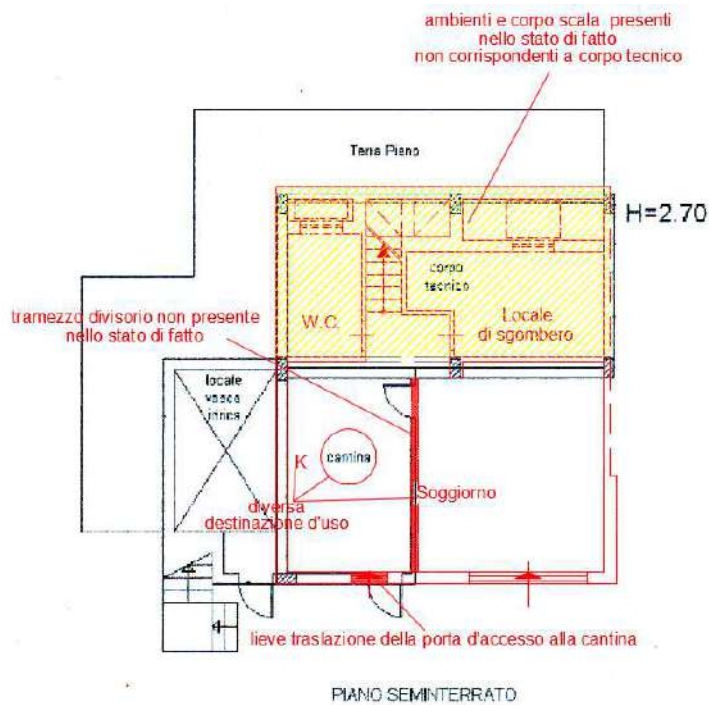 ambienti e corpo scala presenti
nello stato di fatto
non corrispondenti a corpo tecnico
Terra Piano
H=2.70
corpo
tecnico
tramezzo divisorio non presente
nello stato di fatto
W.C.
Locale
di sgombero
locale
vasca
K
cantina
Soggiorno
diversa
destinazione d'uso
lieve traslazione della porta d'accesso alla cantina
PIANO SEMINTERRATO